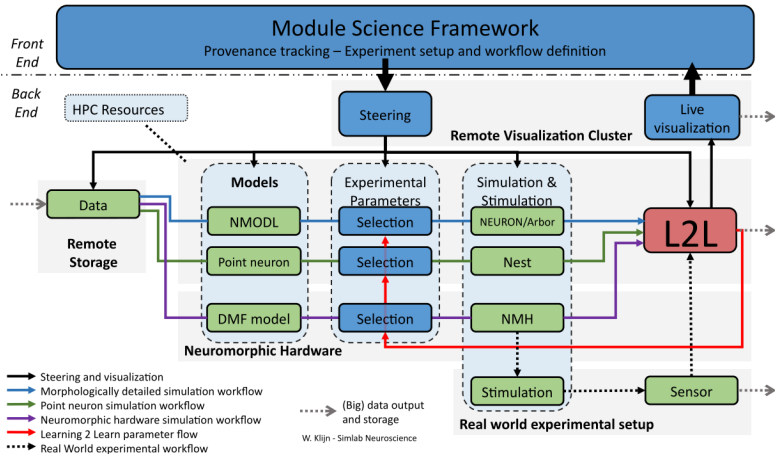 Module Science Framework
Provenance tracking – Experiment setup and workflow definition
Front
End
Back
End
HPC Resources
Steering
Live
visualization
Remote Visualization Cluster
Models
Experimental
Parameters
Simulation &
Stimulation
Data
NMODL
Selection
NEURON/Arbor
L2L
Remote
Storage
Point neuron
Selection
Nest
DMF model
Selection
NMH
Neuromorphic Hardware
Stimulation
Sensor
Real world experimental setup
Steering and visualization
Morphologically detailed simulation workflow
Point neuron simulation workflow
Neuromorphic hardware simulation workflow
Learning 2 Learn parameter flow
Real World experimental workflow
(Big) data output
and storage
W. Klijn - Simlab Neuroscience